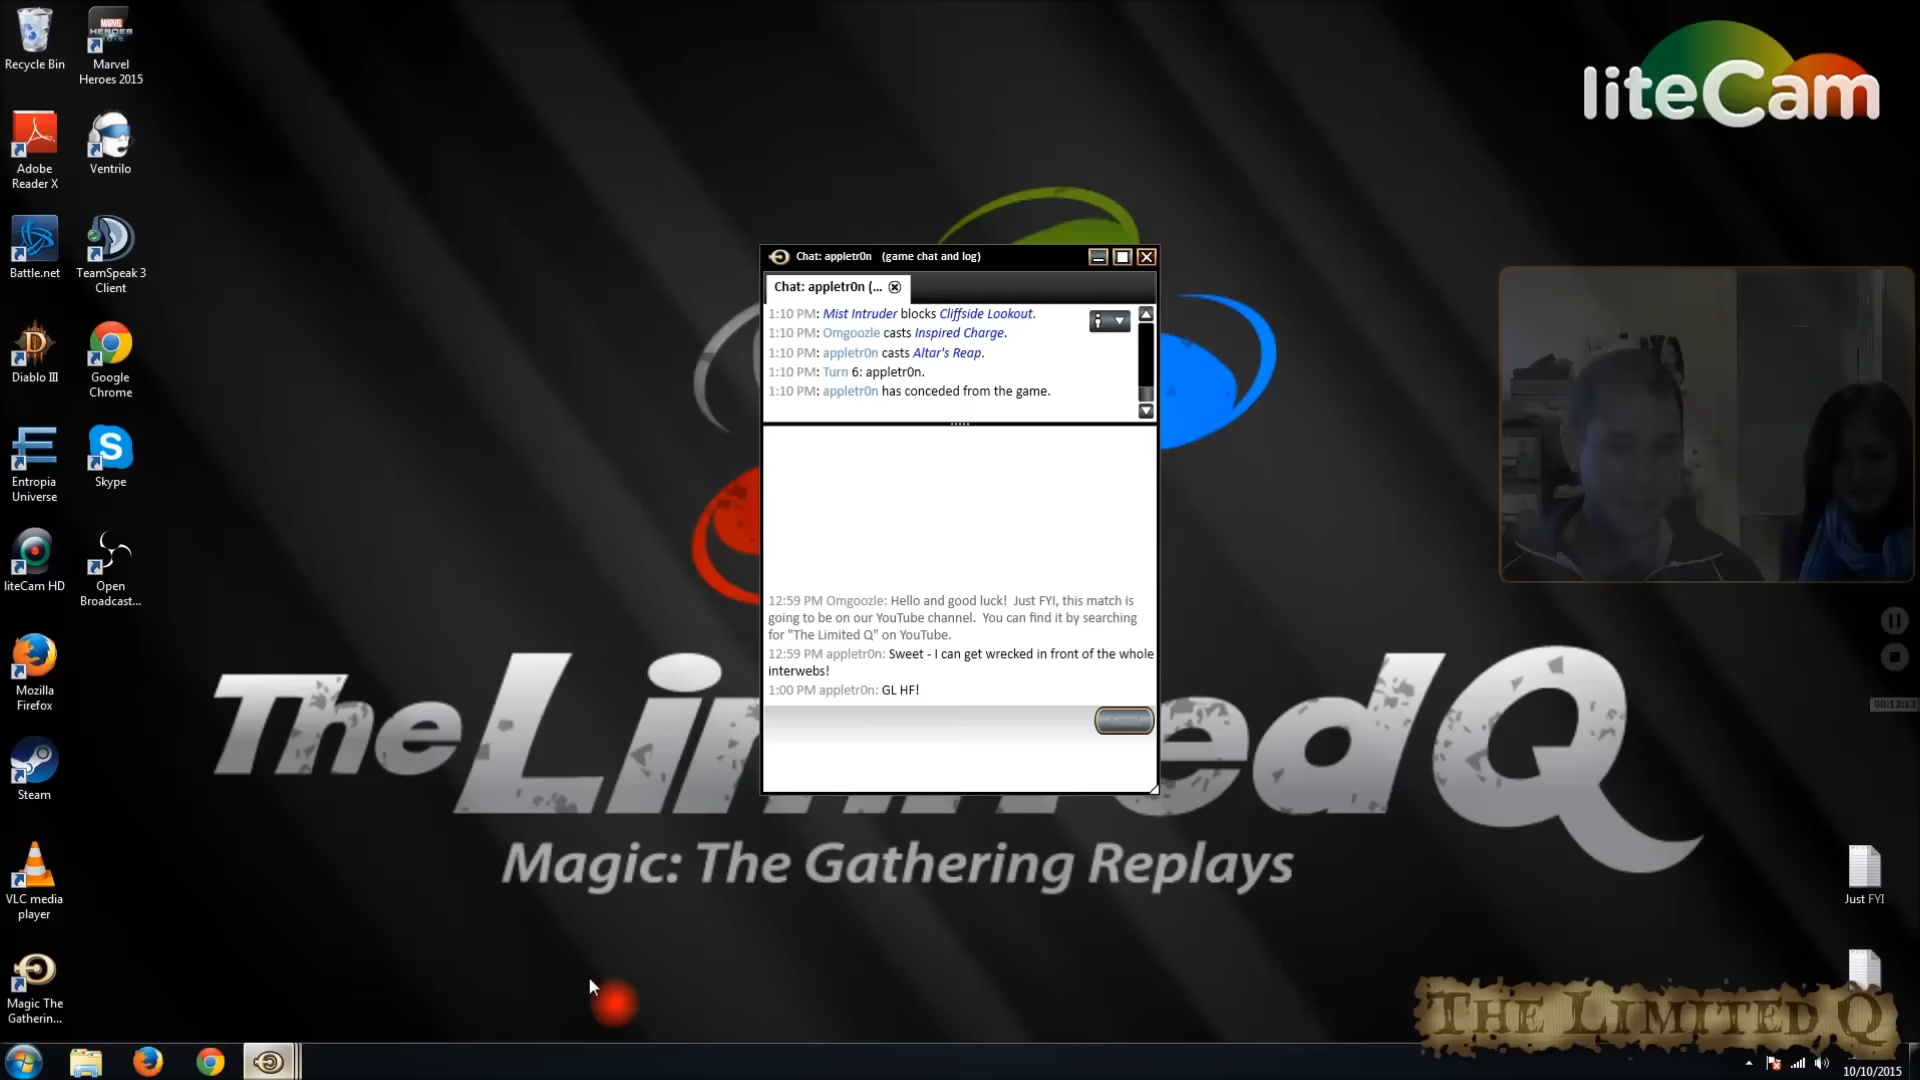 Recycle Bin
Marvel
Heroes 2015
Adobe
Reader X
Ventrilo
Battle.net
TeamSpeak 3
Client
Diablo III
Google
Chrome
Entropia
Universe
Skype
liteCam HD
Open
Broadcast...
Mozilla
Firefox
Steam
VLC media
player
Magic The
Gatherin...
liteCam
Chat: appletr0n   (game chat and log)
Chat: appletr0n (...
1:10 PM: Mist Intruder blocks Cliffside Lookout.
1:10 PM: Omgoozle casts Inspired Charge.
1:10 PM: appletr0n casts Altar's Reap.
1:10 PM: Turn 6: appletr0n.
1:10 PM: appletr0n has conceded from the game.
12:59 PM Omgoozle: Hello and good luck!  Just FYI, this match is
going to be on our YouTube channel.  You can find it by searching
for "The Limited Q" on YouTube.
12:59 PM appletr0n: Sweet - I can get wrecked in front of the whole
interwebs!
1:00 PM appletr0n: GL HF!
The Limited Q
Magic: The Gathering Replays
00:12:13
Just FYI
The Limited Q
10/10/2015